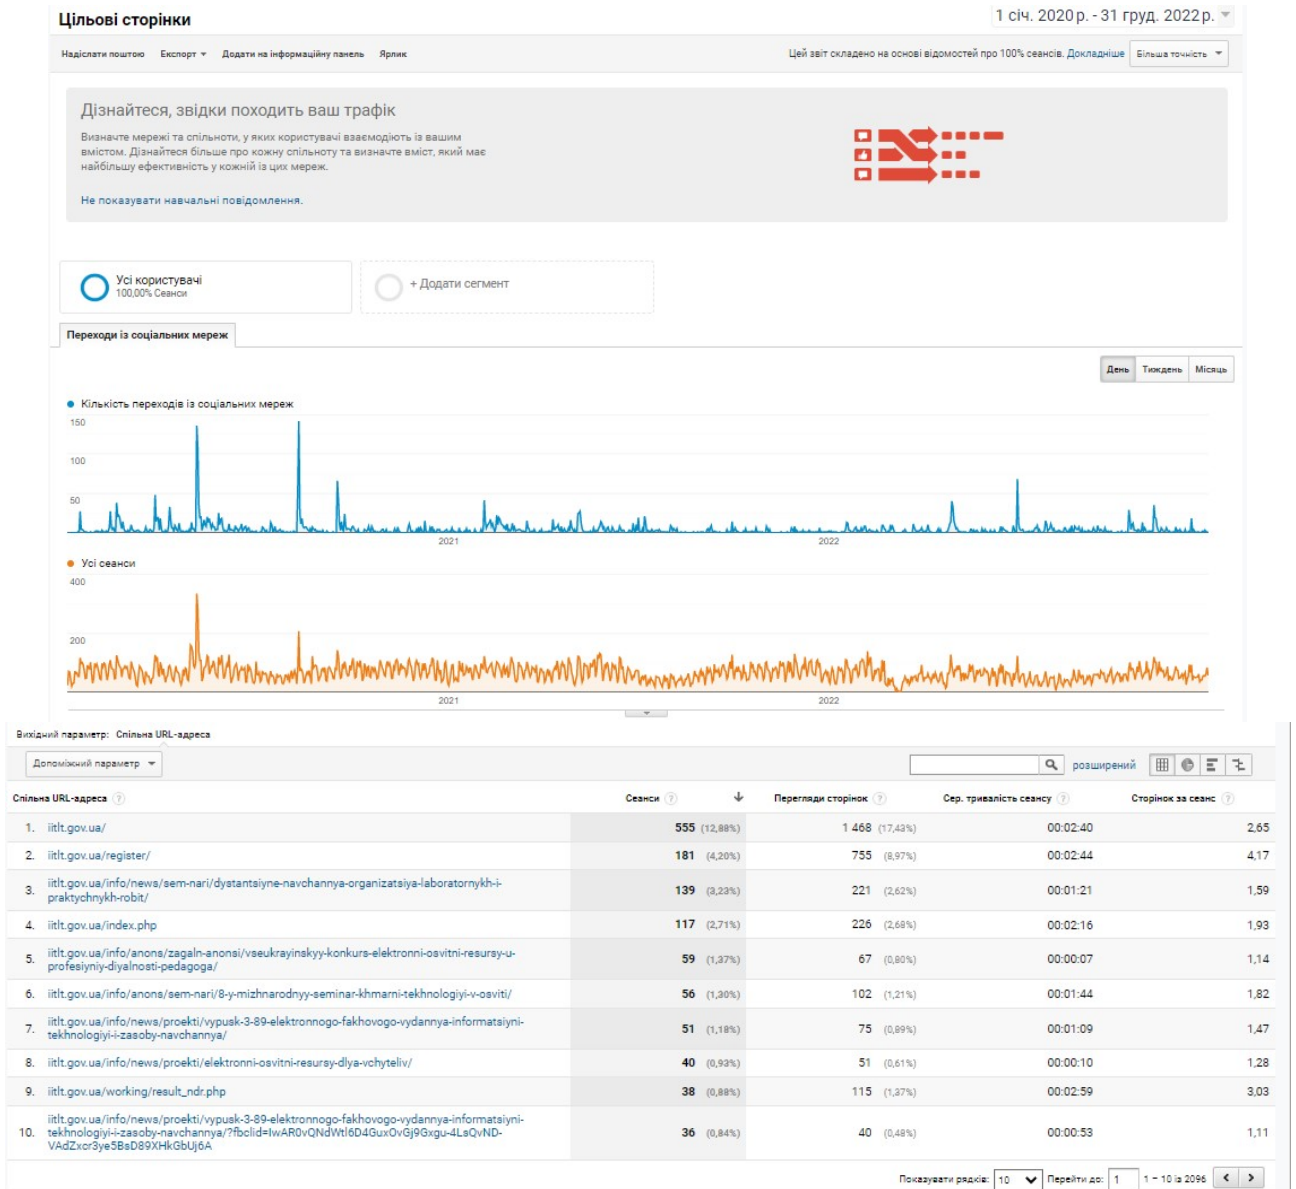 Цільові сторінки
1 січ. 2020 р. - 31 груд. 2022 р.
Надіслати поштою Експорт Додати на інформаційну панель Ярлик
Цей звіт складено на основі відомостей про 100% сеансів. Докладніше Більша точність
Дізнайтеся, звідки походить ваш трафік
Визначте мережі та спільноти, у яких користувачі взаємодіють із вашим
вмістом. Дізнайтеся більше про кожну спільноту та визначте вміст, який має
найбільшу ефективність у кожній із цих мереж.
Не показувати навчальні повідомлення.
Усі користувачі
100,00% Сеанси
+ Додати сегмент
Переходи із соціальних мереж
День Тиждень Місяць
Кількість переходів із соціальних мереж
150
100
50
2021 2022
Усі сеанси
400
200
2021 2022
Вихідний параметр: Спільна URL-адреса
Допоміжний параметр
розширений
Спільна URL-адреса ? Сеанси ? Перегляди сторінок ? Сер. тривалість сеансу ? Сторінок за сеанс ?
1. iitlt.gov.ua/ 555 (12,88%) 1 468 (17,43%) 00:02:40 2,65
2. iitlt.gov.ua/register/ 181 (4,20%) 755 (8,97%) 00:02:44 4,17
3. iitlt.gov.ua/info/news/sem-nari/dystantsiyne-navchannya-organizatsiya-laboratornykh-i-
praktychnykh-robit/ 139 (3,23%) 221 (2,62%) 00:01:21 1,59
4. iitlt.gov.ua/index.php 117 (2,71%) 226 (2,68%) 00:02:16 1,93
5. iitlt.gov.ua/info/anons/zagaln-anonsi/vseukrayinskyy-konkurs-elektronni-osvitni-resursy-u-
profesiyniy-diyalnosti-pedagoga/ 59 (1,37%) 67 (0,80%) 00:00:07 1,14
6. iitlt.gov.ua/info/anons/sem-nari/8-y-mizhnarodnyy-seminar-khmarni-tekhnologiyi-v-osviti/ 56 (1,30%) 102 (1,21%) 00:01:44 1,82
7. iitlt.gov.ua/info/news/proekti/vypusk-3-89-elektronnogo-fakhovogo-vydannya-informatsiyni-
tekhnologiyi-i-zasoby-navchannya/ 51 (1,18%) 75 (0,89%) 00:01:09 1,47
8. iitlt.gov.ua/info/news/proekti/elektronni-osvitni-resursy-dlya-vchyteliv/ 40 (0,93%) 51 (0,61%) 00:00:10 1,28
9. iitlt.gov.ua/working/result_ndr.php 38 (0,88%) 115 (1,37%) 00:02:59 3,03
10. iitlt.gov.ua/info/news/proekti/vypusk-3-89-elektronnogo-fakhovogo-vydannya-informatsiyni-
tekhnologiyi-i-zasoby-navchannya/?fbclid=IwAR0vQNdWtl6D4GuxOvGj9Gxgu-4LsQvND-
VAdZxcr3ye5BsD89XHkGbUj6A 36 (0,84%) 40 (0,48%) 00:00:53 1,11
Показувати рядків: 10 Перейти до: 1 1 – 10 із 2096